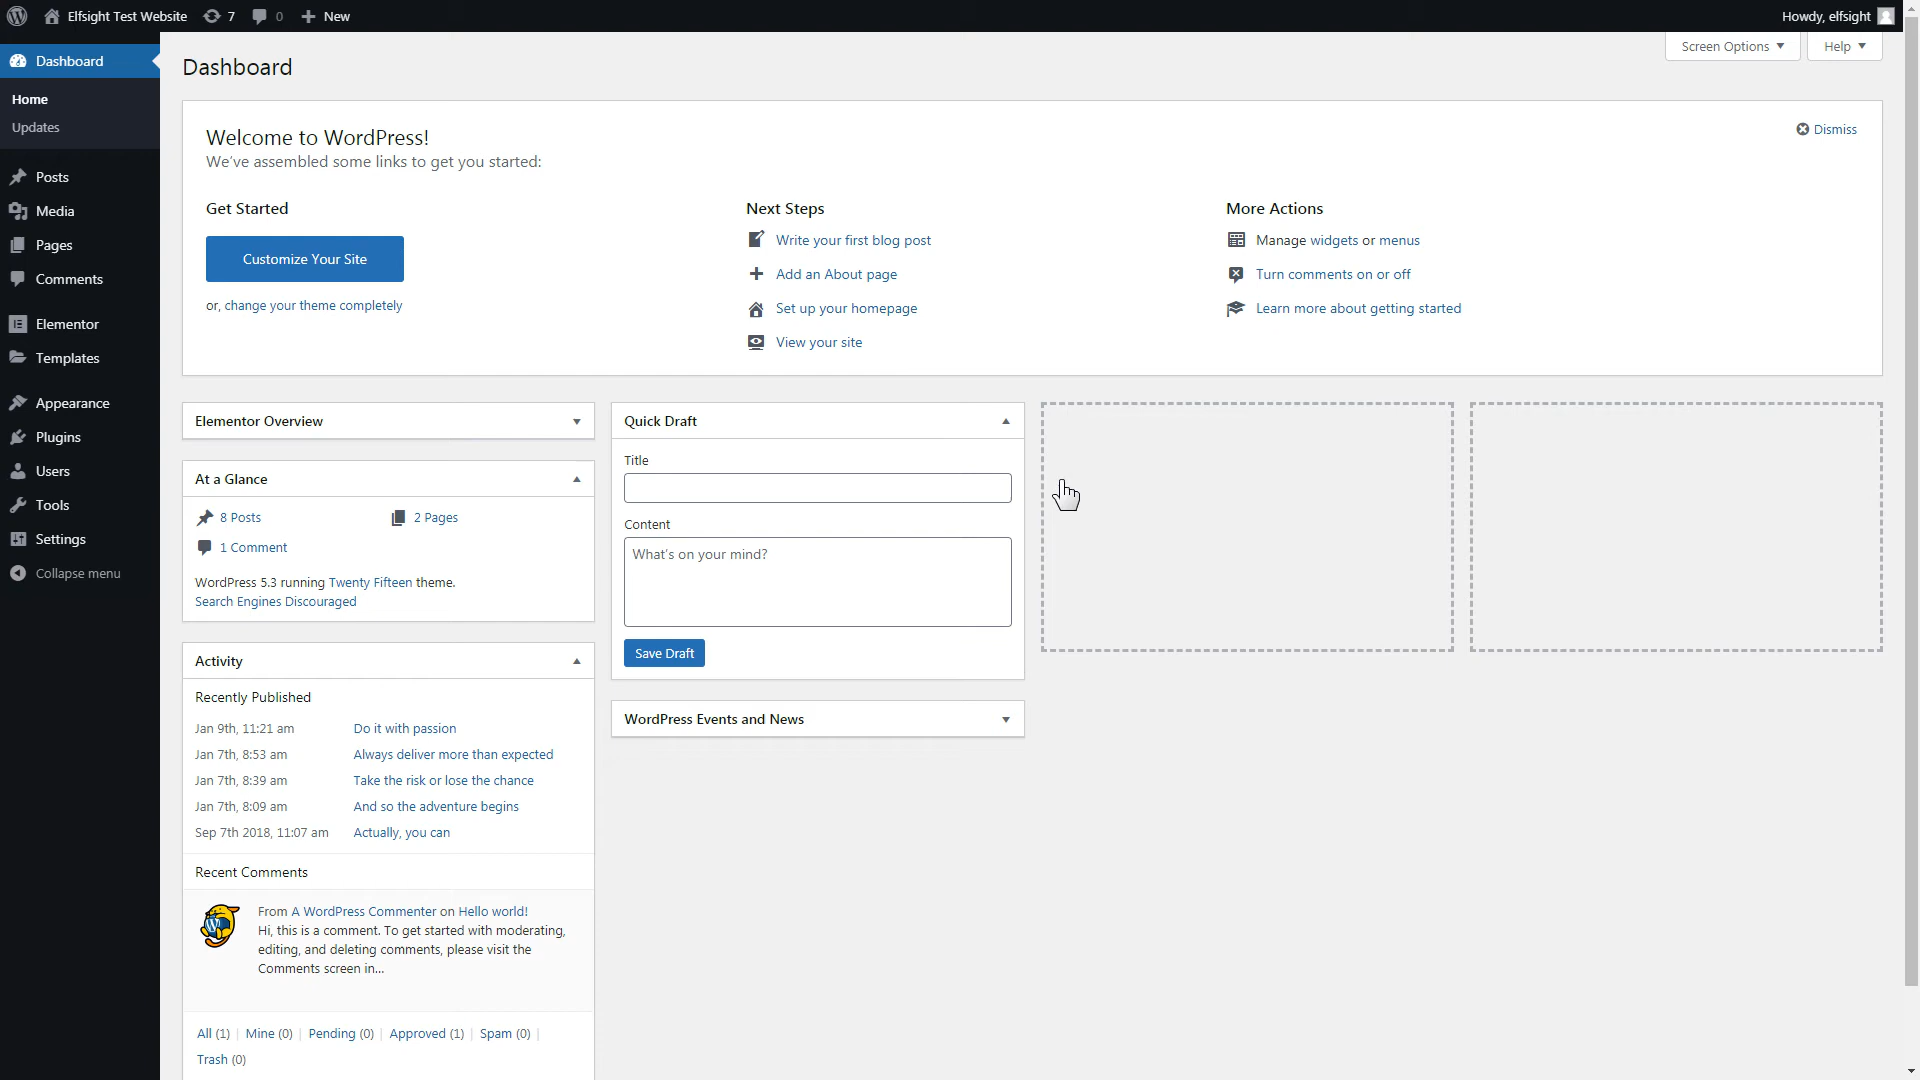 Elfsight Test Website 7 0 New Howdy, elfsight
Screen Options Help
Dashboard
Home
Updates
Posts
Media
Pages
Comments
Elementor
Templates
Appearance
Plugins
Users
Tools
Settings
Collapse menu
Dashboard
Welcome to WordPress!
We've assembled some links to get you started:
Dismiss
Get Started
Customize Your Site
or, change your theme completely
Next Steps
Write your first blog post
Add an About page
Set up your homepage
View your site
More Actions
Manage widgets or menus
Turn comments on or off
Learn more about getting started
Elementor Overview
At a Glance
8 Posts 2 Pages
1 Comment
WordPress 5.3 running Twenty Fifteen theme.
Search Engines Discouraged
Activity
Recently Published
Jan 9th, 11:21 am Do it with passion
Jan 7th, 8:53 am Always deliver more than expected
Jan 7th, 8:39 am Take the risk or lose the chance
Jan 7th, 8:09 am And so the adventure begins
Sep 7th 2018, 11:07 am Actually, you can
Recent Comments
From A WordPress Commenter on Hello world!
Hi, this is a comment. To get started with moderating,
editing, and deleting comments, please visit the
Comments screen in...
All (1) | Mine (0) | Pending (0) | Approved (1) | Spam (0) |
Trash (0)
Quick Draft
Title
Content
What's on your mind?
Save Draft
WordPress Events and News